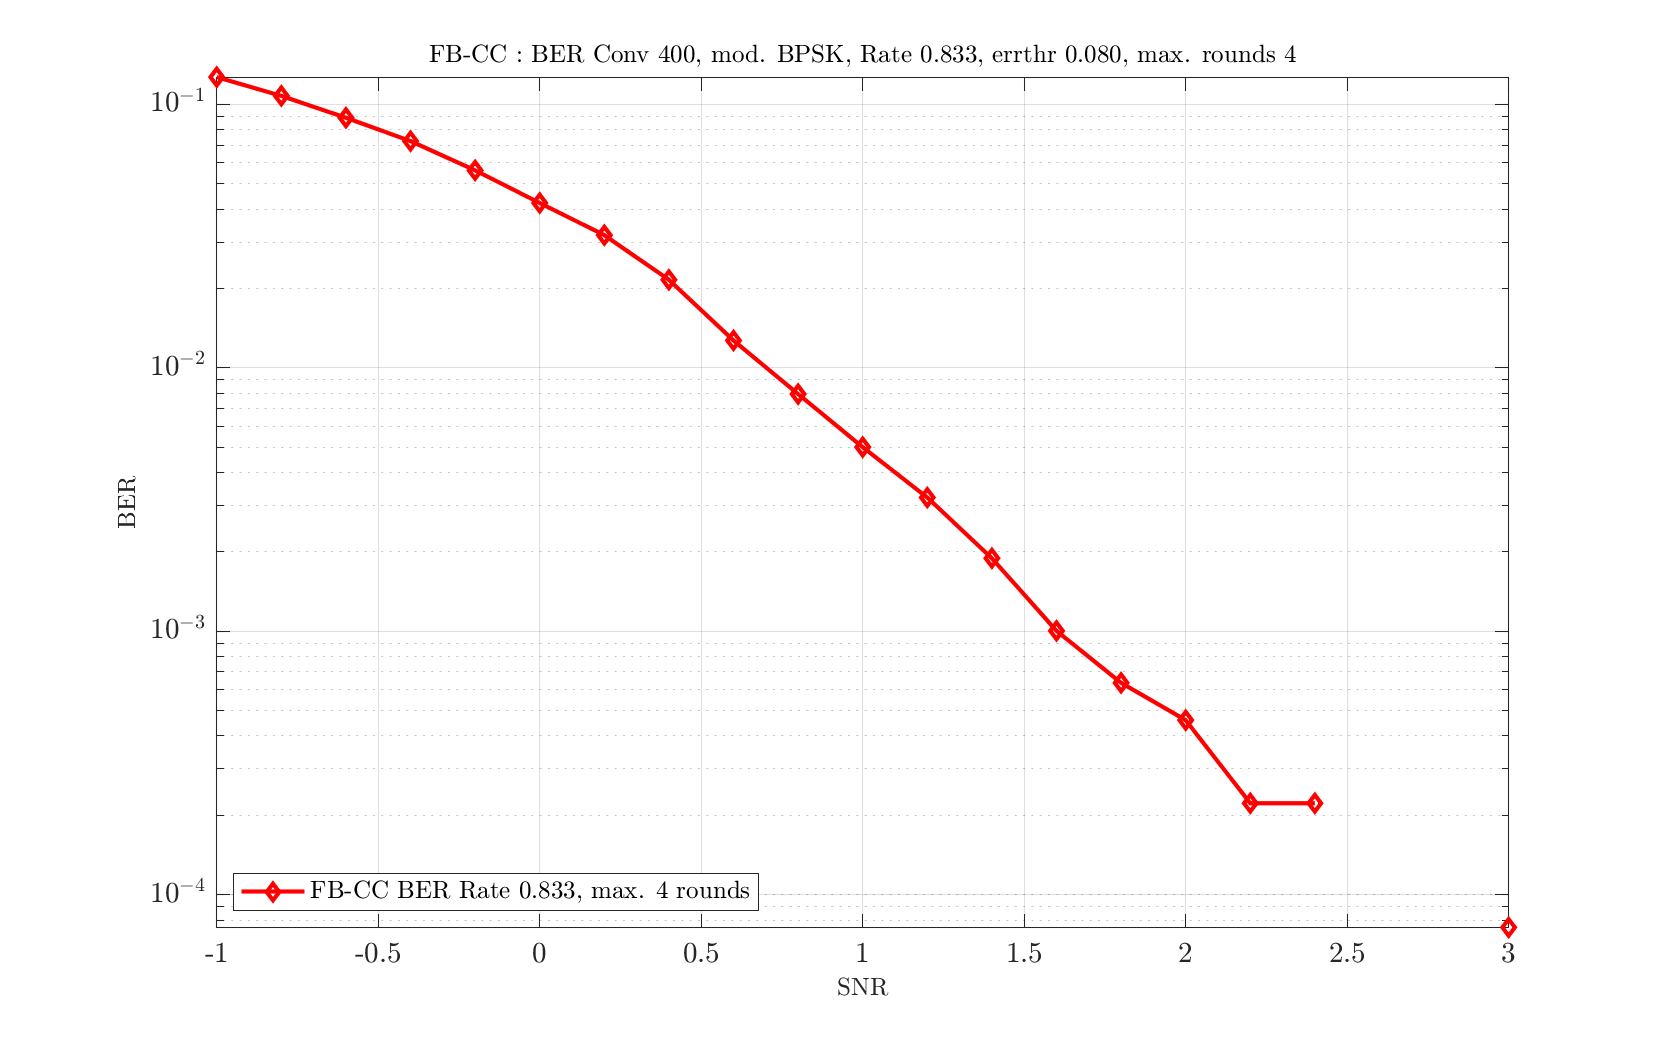 FB-CC : BER Conv 400, mod. BPSK, Rate 0.833, errthr 0.080, max. rounds 4
10⁻¹
10⁻²
10⁻³
10⁻⁴
BER
FB-CC BER Rate 0.833, max. 4 rounds
-1 -0.5 0 0.5 1 1.5 2 2.5 3
SNR